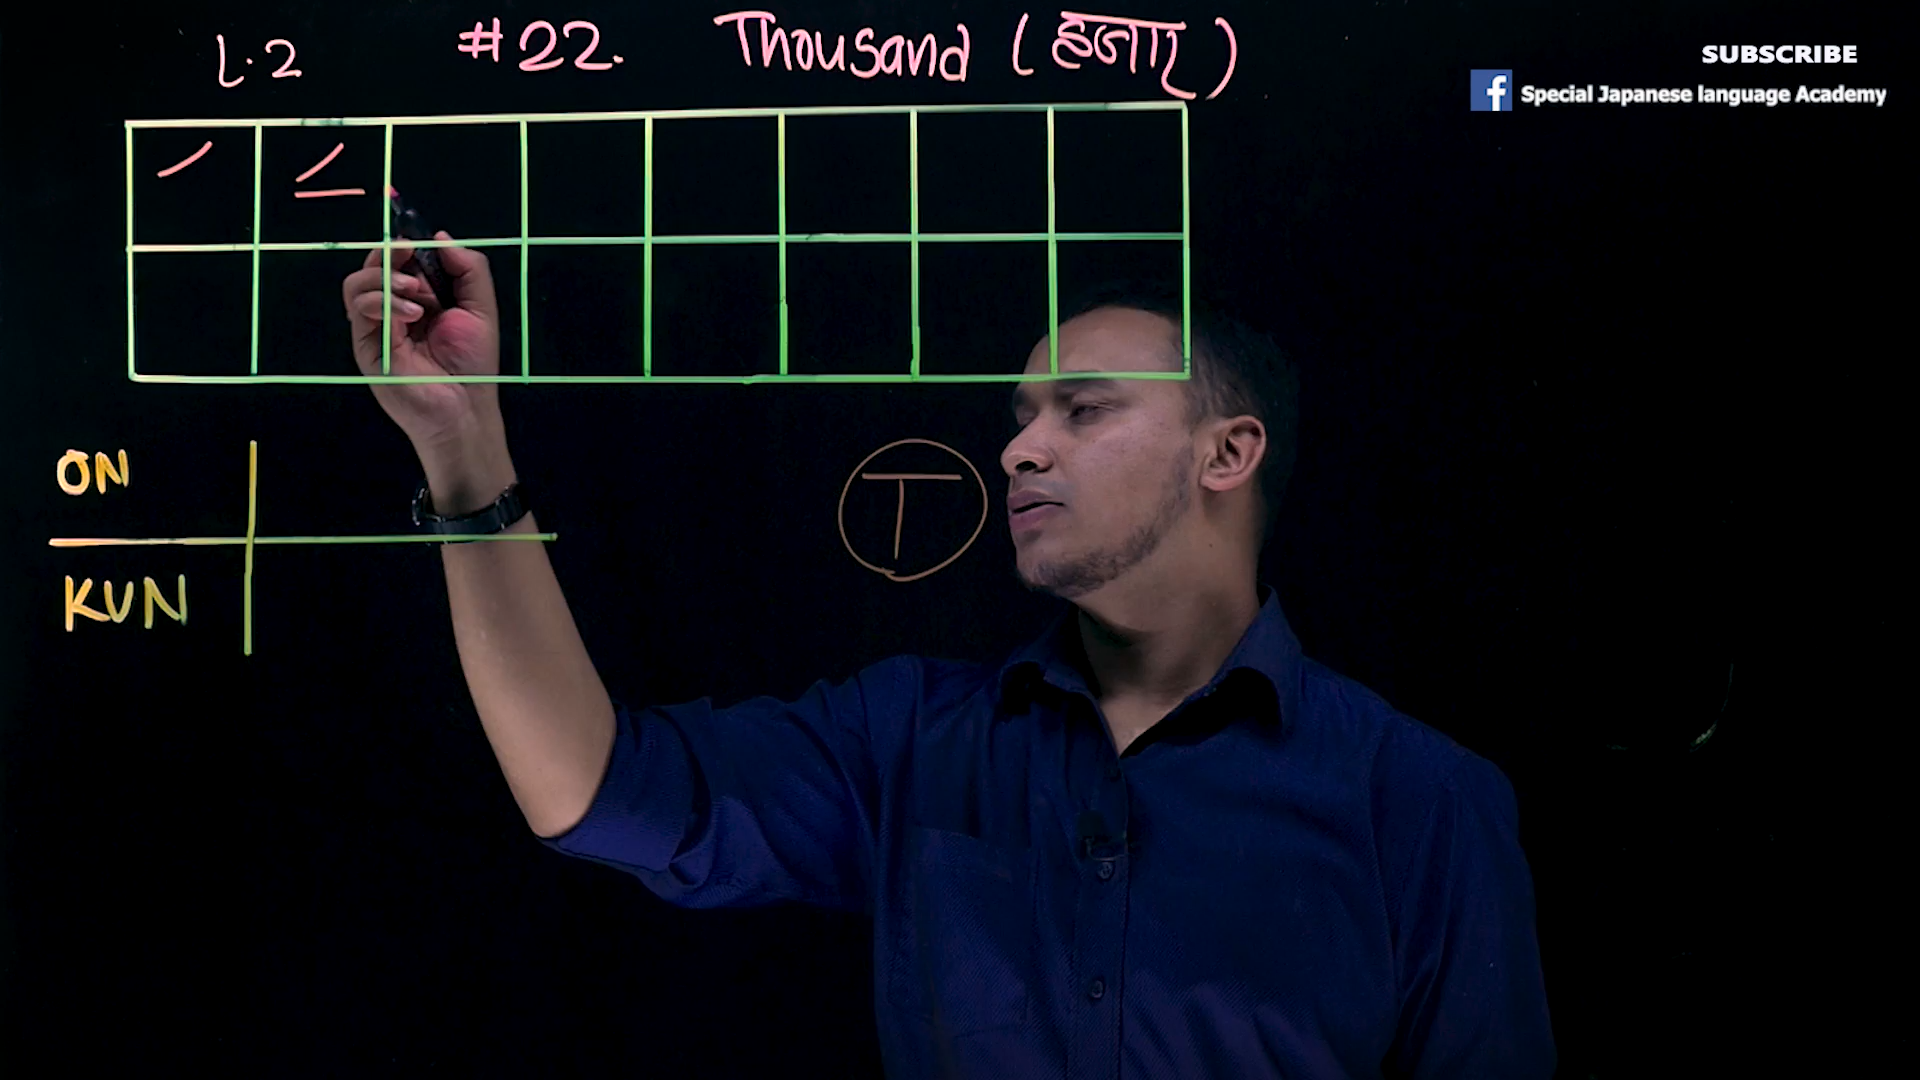 L.2 #22. Thousand (हजार)
SUBSCRIBE
Special Japanese language Academy
ON
T
KUN